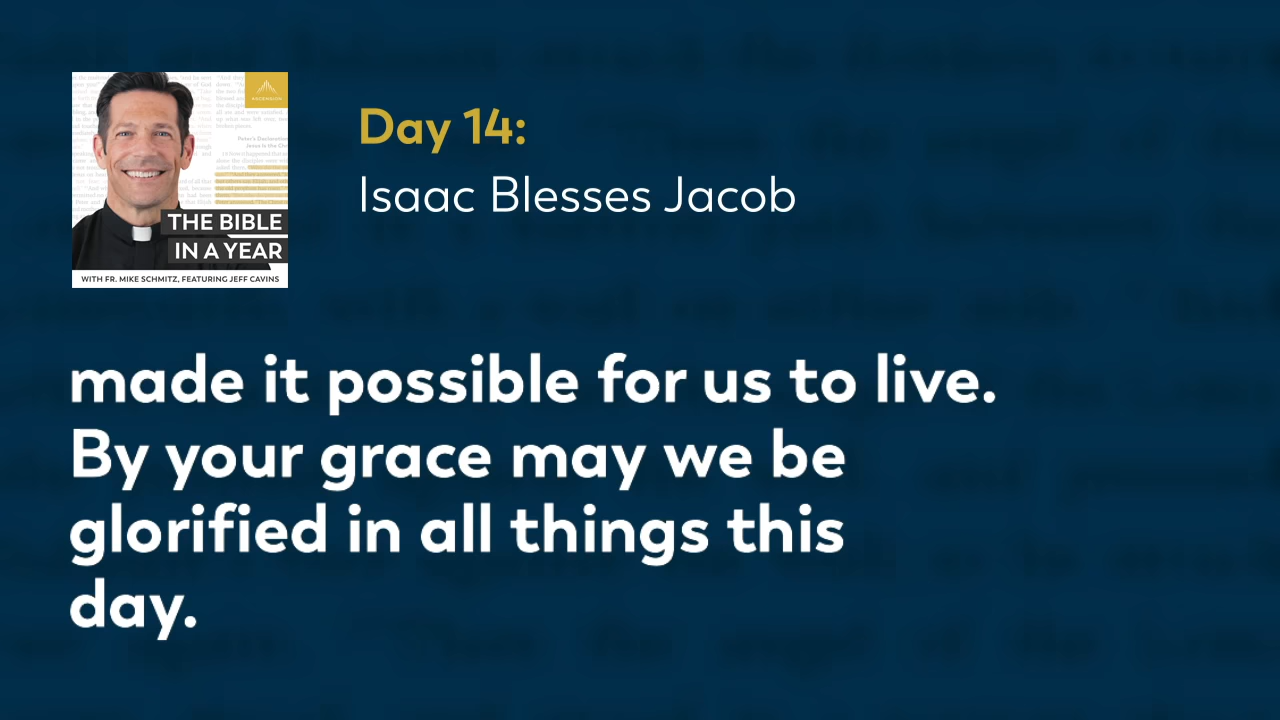 ASCENSION
Day 14:
Isaac Blesses Jacob
THE BIBLE
IN A YEAR
WITH FR. MIKE SCHMITZ, FEATURING JEFF CAVINS
made it possible for us to live.
By your grace may we be
glorified in all things this
day.